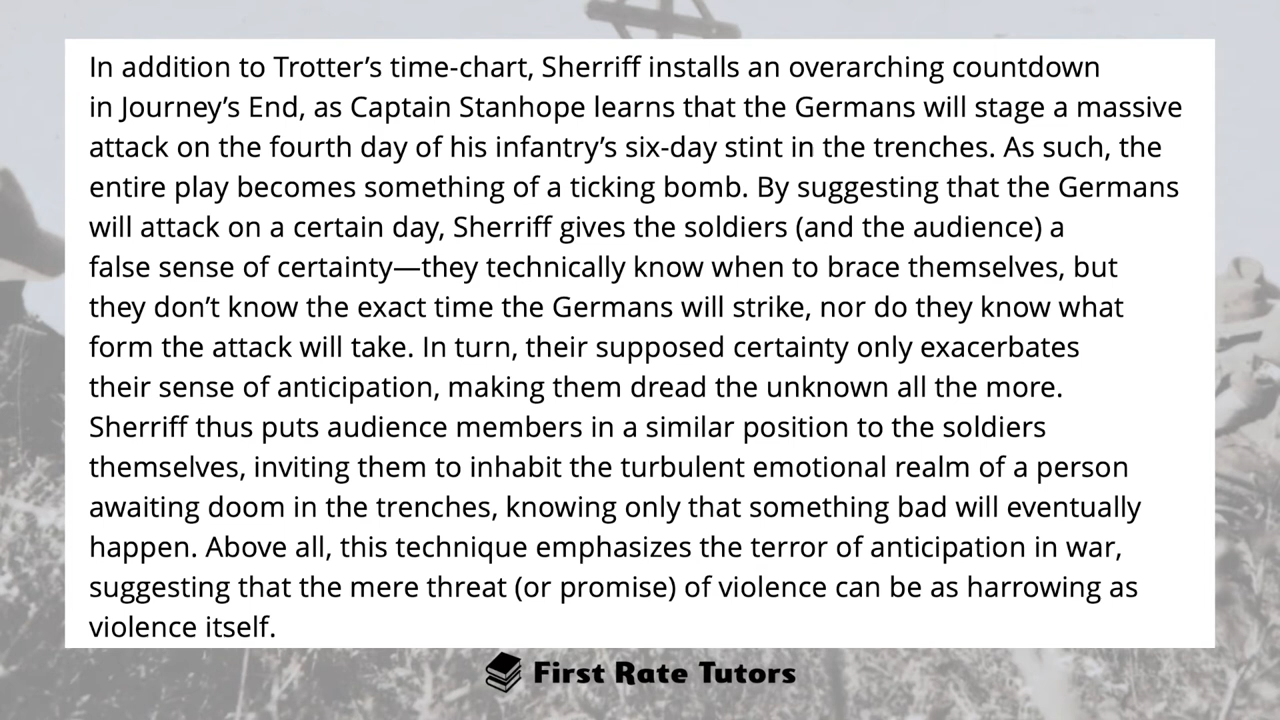 In addition to Trotter’s time-chart, Sherriff installs an overarching countdown
in Journey’s End, as Captain Stanhope learns that the Germans will stage a massive
attack on the fourth day of his infantry’s six-day stint in the trenches. As such, the
entire play becomes something of a ticking bomb. By suggesting that the Germans
will attack on a certain day, Sherriff gives the soldiers (and the audience) a
false sense of certainty—they technically know when to brace themselves, but
they don’t know the exact time the Germans will strike, nor do they know what
form the attack will take. In turn, their supposed certainty only exacerbates
their sense of anticipation, making them dread the unknown all the more.
Sherriff thus puts audience members in a similar position to the soldiers
themselves, inviting them to inhabit the turbulent emotional realm of a person
awaiting doom in the trenches, knowing only that something bad will eventually
happen. Above all, this technique emphasizes the terror of anticipation in war,
suggesting that the mere threat (or promise) of violence can be as harrowing as
violence itself.
First Rate Tutors